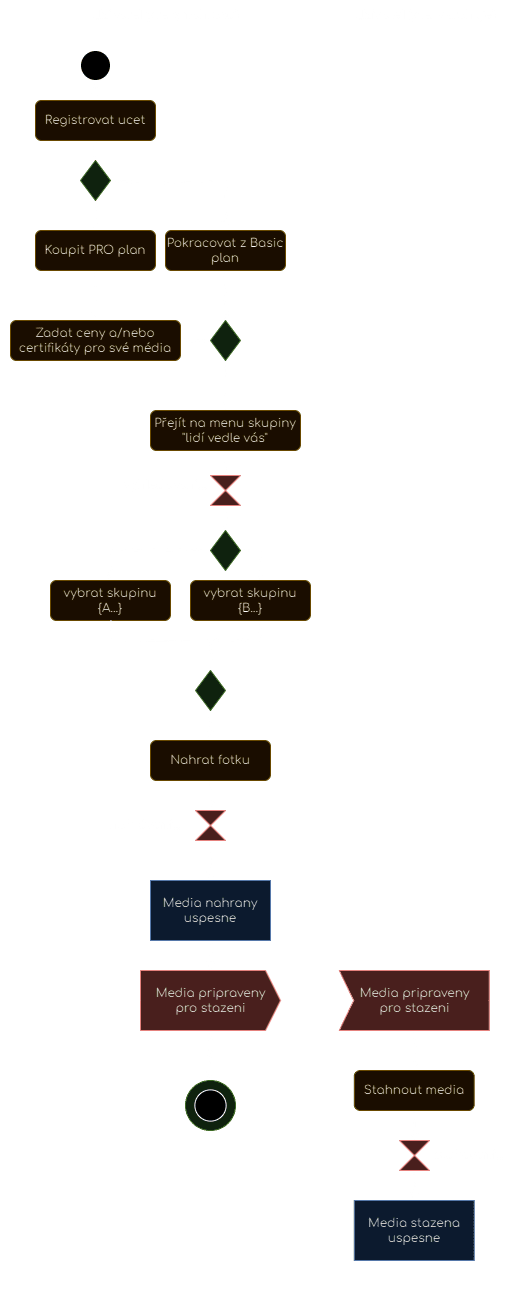 Registrovat ucet
Koupit PRO plan
Pokracovat z Basic
plan
Zadat ceny a/nebo
certifikáty pro své média
Přejít na menu skupiny
"lidí vedle vás"
vybrat skupinu
{A...}
vybrat skupinu
{B...}
Nahrat fotku
Media nahrany
uspesne
Media pripraveny
pro stazeni
Media pripraveny
pro stazeni
Stahnout media
Media stazena
uspesne